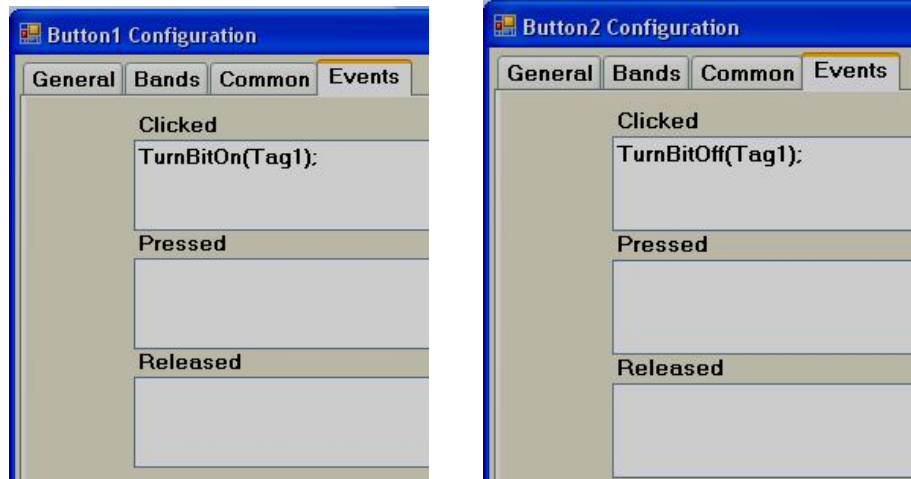 Button1 Configuration
General Bands Common Events
Clicked
TurnBitOn(Tag1);
Pressed
Released
Button2 Configuration
General Bands Common Events
Clicked
TurnBitOff(Tag1);
Pressed
Released